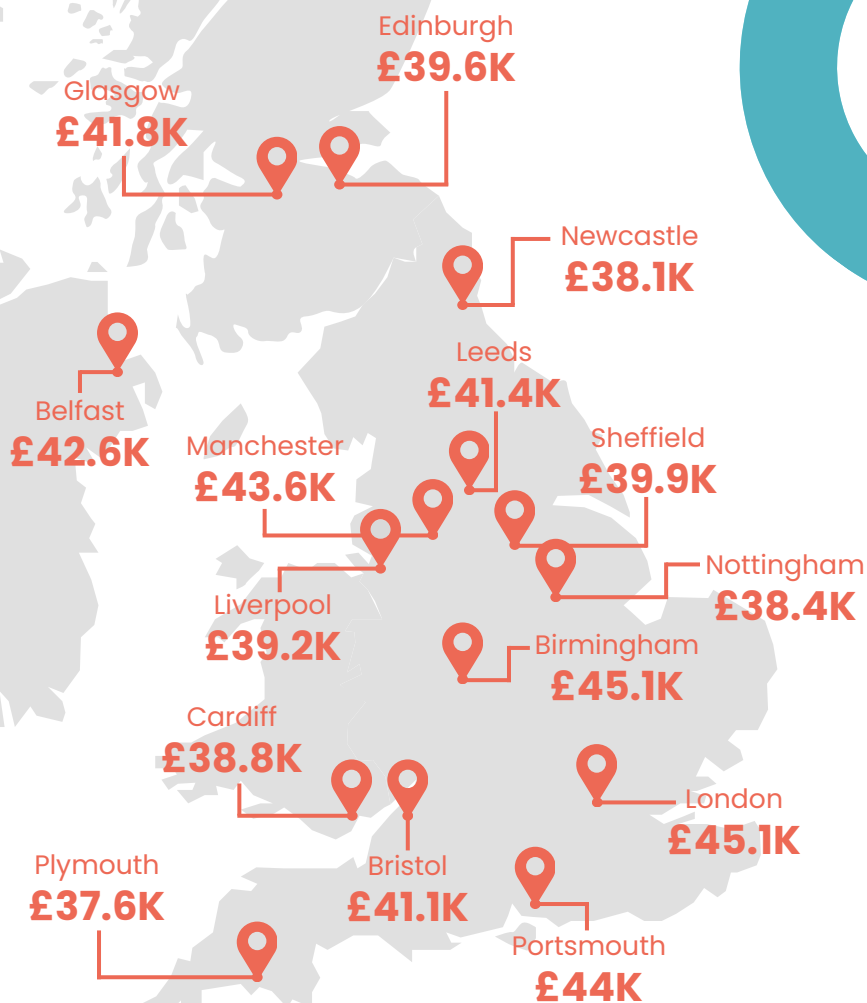 Edinburgh
£39.6K
Glasgow
£41.8K
Newcastle
£38.1K
Leeds
£41.4K
Belfast
£42.6K
Manchester
£43.6K
Sheffield
£39.9K
Nottingham
£38.4K
Liverpool
£39.2K
Birmingham
£45.1K
Cardiff
£38.8K
London
£45.1K
Plymouth
£37.6K
Bristol
£41.1K
Portsmouth
£44K